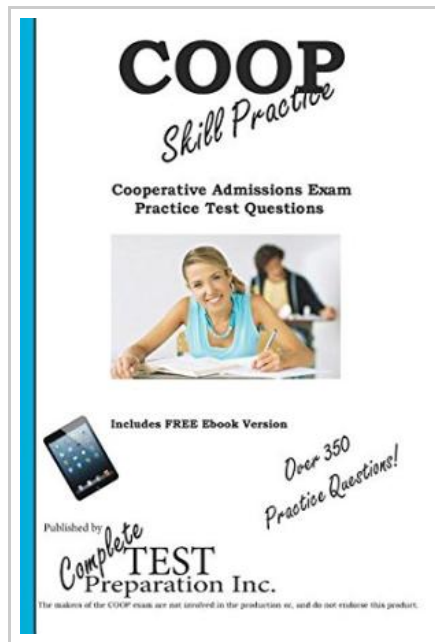 COOP
Skill Practice
Cooperative Admissions Exam
Practice Test Questions
Includes FREE Ebook Version
Over 350
Practice Questions!
Published by
Complete
TEST
Preparation Inc.
The makers of the COOP exam are not involved in the production or, and do not endorse this product.